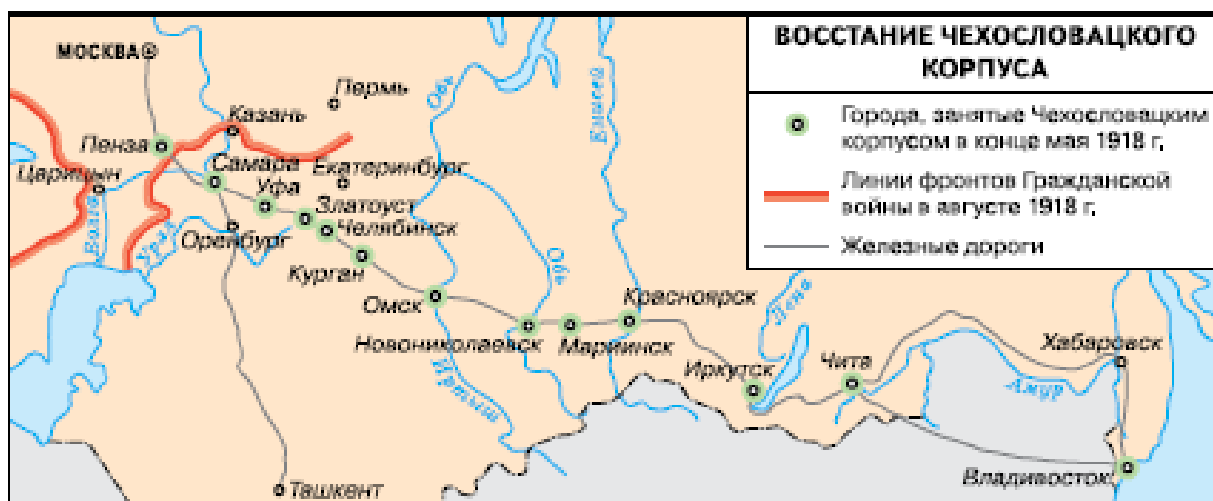 ВОССТАНИЕ ЧЕХОСЛОВАЦКОГО
КОРПУСА
Города, занятые Чехословацким
корпусом в конце мая 1918 г.
Линии фронтов Гражданской
войны в августе 1918 г.
Железные дороги
МОСКВА
Пермь
Обь
Енисей
Казань
Пенза
Самара
Екатеринбург
Царицын
Уфа
Златоуст
Волга
Урал
Оренбург
Челябинск
Курган
Обь
Омск
Красноярск
Лена
Новониколаевск
Мариинск
Хабаровск
Иркутск
Чита
Амур
Иртыш
Владивосток
Ташкент